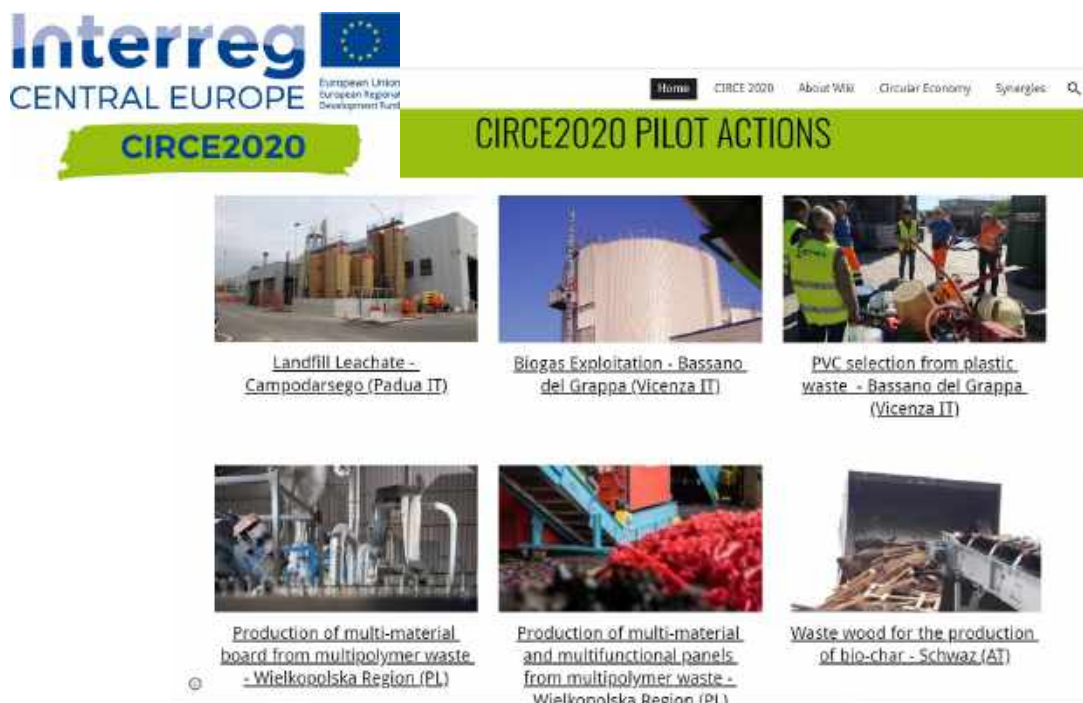 Interreg
CENTRAL EUROPE
European Union
European Regional
Development Fund
CIRCE2020
Home CIRCE 2020 About Wiki Circular Economy Synergies
CIRCE2020 PILOT ACTIONS
Landfill Leachate -
Campodarsego (Padua IT)
Biogas Exploitation - Bassano
del Grappa (Vicenza IT)
PVC selection from plastic
waste - Bassano del Grappa
(Vicenza IT)
Production of multi-material
board from multipolymer waste
- Wielkopolska Region (PL)
Production of multi-material
and multifunctional panels
from multipolymer waste -
Wielkopolska Region (PL)
Waste wood for the production
of bio-char - Schwaz (AT)